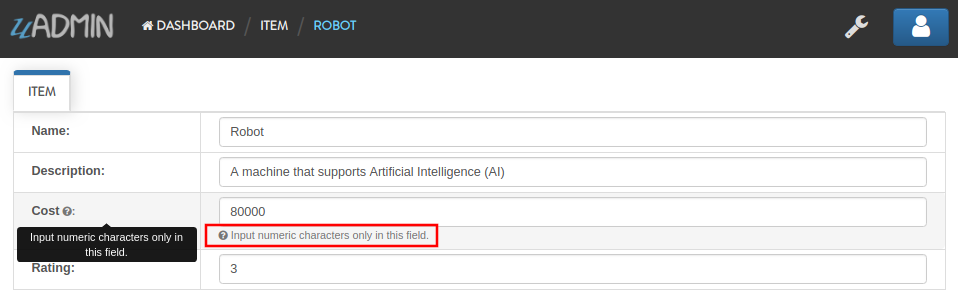 uADMIN DASHBOARD / ITEM / ROBOT
ITEM
Name: Robot
Description: A machine that supports Artificial Intelligence (AI)
Cost ?: 80000
? Input numeric characters only in this field.
Input numeric characters only in
this field.
Rating: 3